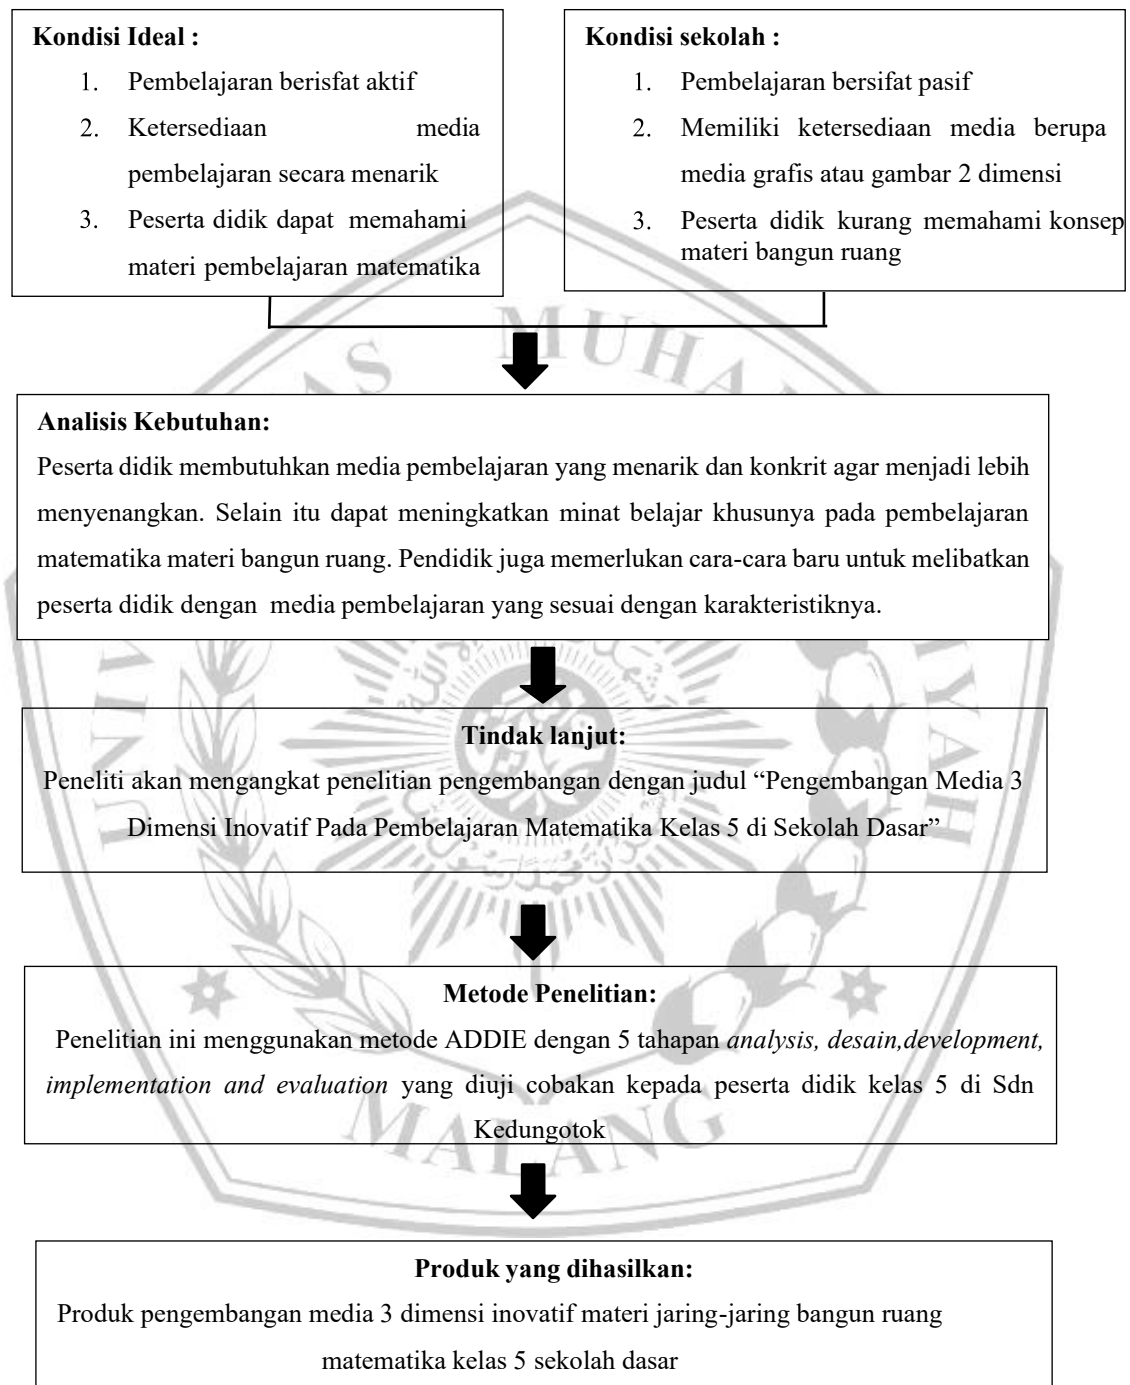 Kondisi Ideal :
1. Pembelajaran berisfat aktif
2. Ketersediaan media
pembelajaran secara menarik
3. Peserta didik dapat memahami
materi pembelajaran matematika
Kondisi sekolah :
1. Pembelajaran bersifat pasif
2. Memiliki ketersediaan media berupa
media grafis atau gambar 2 dimensi
3. Peserta didik kurang memahami konsep
materi bangun ruang
Analisis Kebutuhan:
Peserta didik membutuhkan media pembelajaran yang menarik dan konkrit agar menjadi lebih
menyenangkan. Selain itu dapat meningkatkan minat belajar khusunya pada pembelajaran
matematika materi bangun ruang. Pendidik juga memerlukan cara-cara baru untuk melibatkan
peserta didik dengan media pembelajaran yang sesuai dengan karakteristiknya.
Tindak lanjut:
Peneliti akan mengangkat penelitian pengembangan dengan judul “Pengembangan Media 3
Dimensi Inovatif Pada Pembelajaran Matematika Kelas 5 di Sekolah Dasar”
Metode Penelitian:
Penelitian ini menggunakan metode ADDIE dengan 5 tahapan analysis, desain,development,
implementation and evaluation yang diuji cobakan kepada peserta didik kelas 5 di Sdn
Kedungotok
Produk yang dihasilkan:
Produk pengembangan media 3 dimensi inovatif materi jaring-jaring bangun ruang
matematika kelas 5 sekolah dasar
MALANG